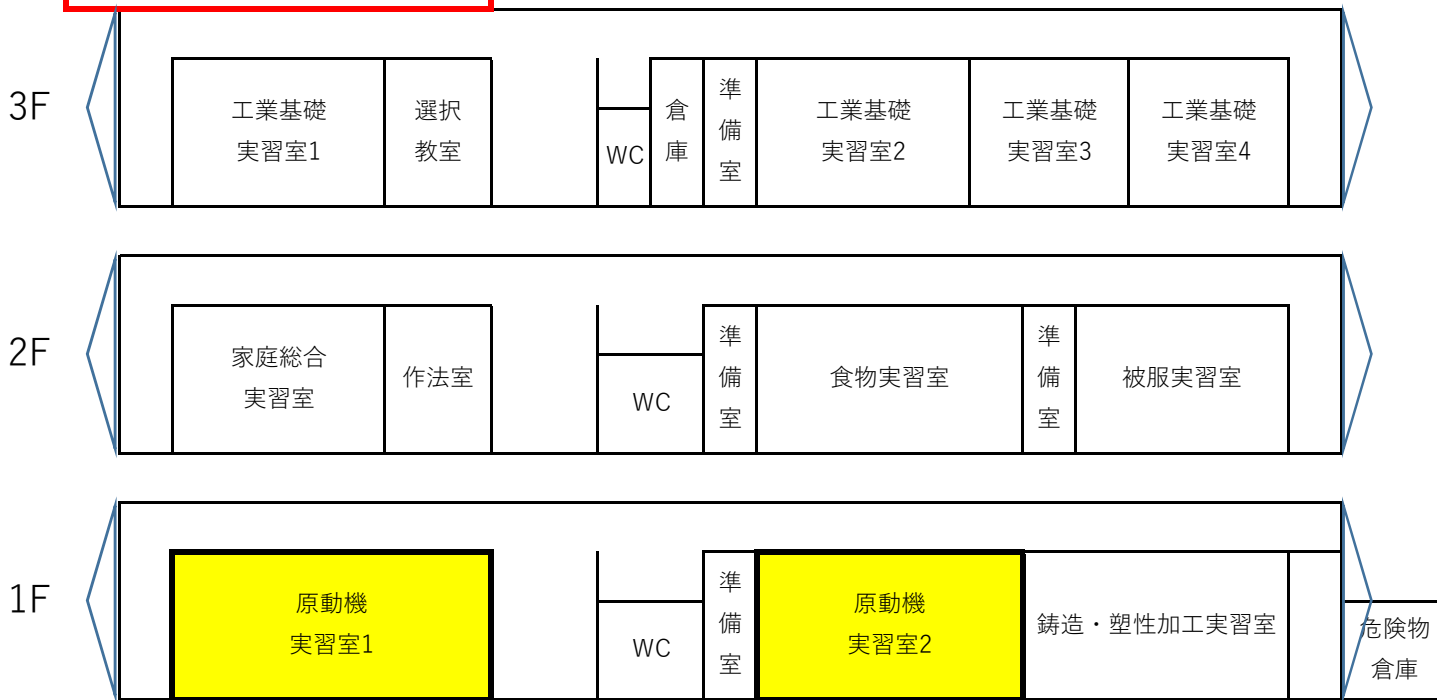 3F
工業基礎
実習室1
選択
教室
WC
倉
庫
準
備
室
工業基礎
実習室2
工業基礎
実習室3
工業基礎
実習室4
2F
家庭総合
実習室
作法室
WC
準
備
室
食物実習室
準
備
室
被服実習室
1F
原動機
実習室1
WC
準
備
室
原動機
実習室2
鋳造・塑性加工実習室
危険物
倉庫